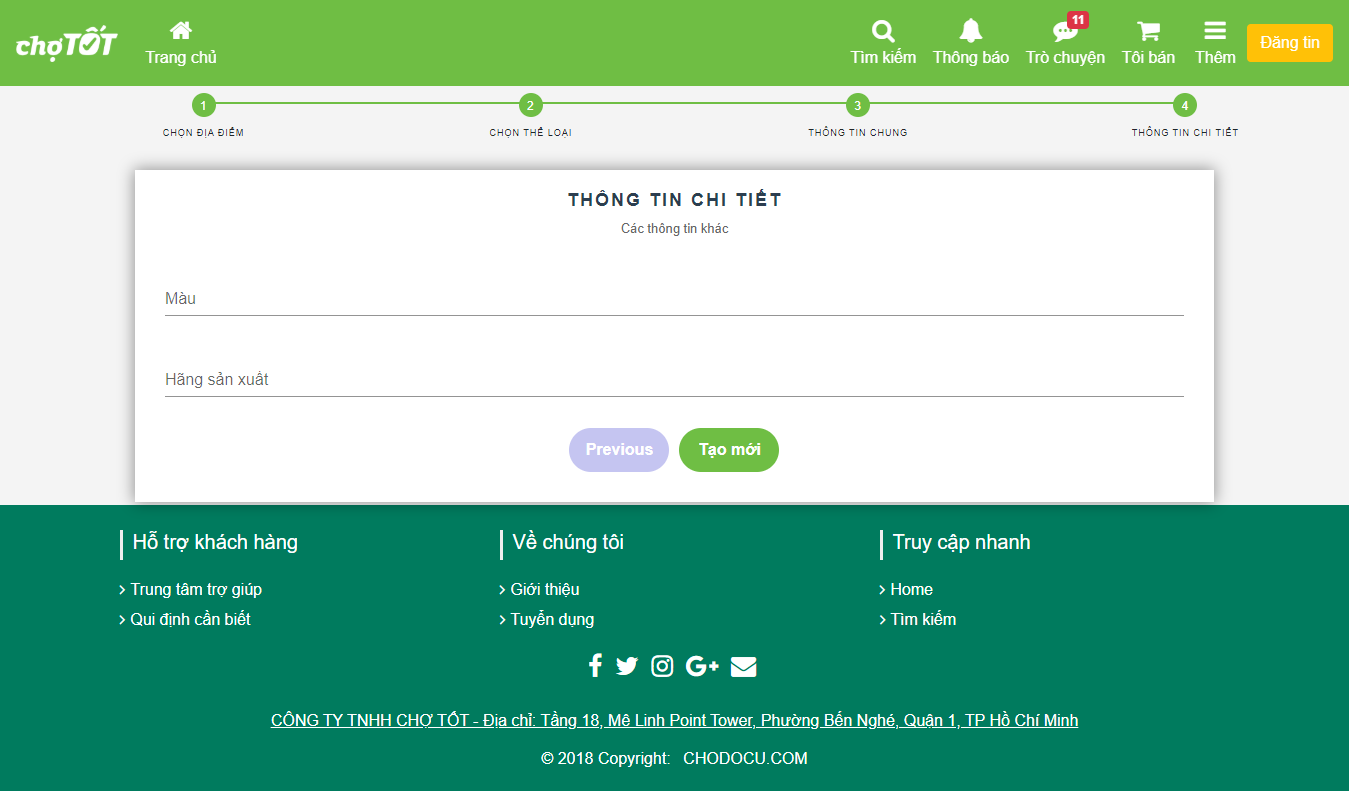 chợTỐT
Trang chủ
Tìm kiếm
Thông báo
11
Trò chuyện
Tôi bán
Thêm
Đăng tin
1
2
3
4
CHỌN ĐỊA ĐIỂM
CHỌN THỂ LOẠI
THÔNG TIN CHUNG
THÔNG TIN CHI TIẾT
THÔNG TIN CHI TIẾT
Các thông tin khác
Màu
Hãng sản xuất
Previous
Tạo mới
Hỗ trợ khách hàng
Trung tâm trợ giúp
Qui định cần biết
Về chúng tôi
Giới thiệu
Tuyển dụng
Truy cập nhanh
Home
Tìm kiếm
CÔNG TY TNHH CHỢ TỐT - Địa chỉ: Tầng 18, Mê Linh Point Tower, Phường Bến Nghé, Quận 1, TP Hồ Chí Minh
© 2018 Copyright: CHODOCU.COM